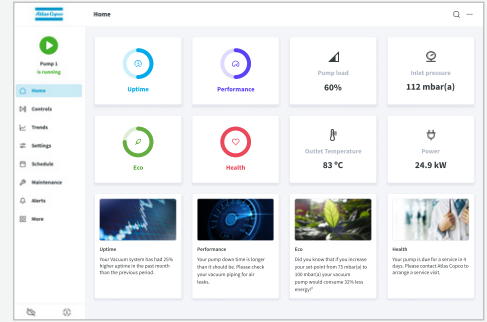 Atlas Copco
Home
Pump 1
is running
Home
Controls
Trends
Settings
Schedule
Maintenance
Alerts
More
Uptime
Performance
Pump load
60%
Inlet pressure
112 mbar(a)
Eco
Health
Outlet Temperature
83 °C
Power
24.9 kW
Uptime
Your Vacuum system has had 25%
higher uptime in the past month
than the previous period.
Performance
Your pump down time is longer
than it should be. Please check
your vacuum piping for air
leaks.
Eco
Did you know that if you increase
your set-point from 75 mbar(a) to
100 mbar(a) your vacuum
pump would consume 32% less
energy?
Health
Your pump is due for a service in 4
days. Please contact Atlas Copco to
arrange a service visit.